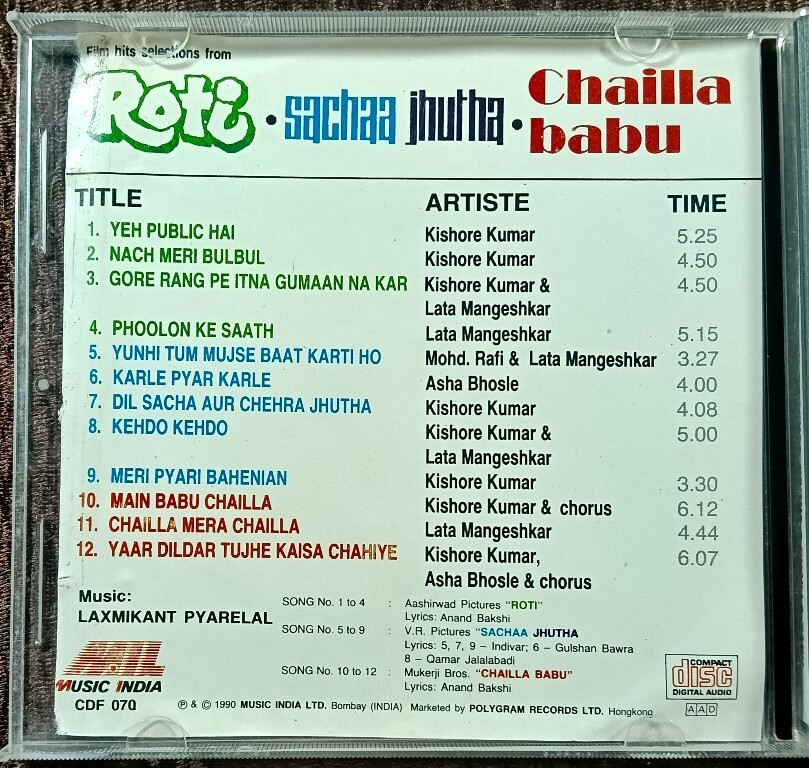 Film hits selections from
Roti • sachaa jhutha • Chailla babu
TITLE ARTISTE TIME
1. YEH PUBLIC HAI Kishore Kumar 5.25
2. NACH MERI BULBUL Kishore Kumar 4.50
3. GORE RANG PE ITNA GUMAAN NA KAR Kishore Kumar & 4.50
Lata Mangeshkar
4. PHOOLON KE SAATH Lata Mangeshkar 5.15
5. YUNHI TUM MUJSE BAAT KARTI HO Mohd. Rafi & Lata Mangeshkar 3.27
6. KARLE PYAR KARLE Asha Bhosle 4.00
7. DIL SACHA AUR CHEHRA JHUTHA Kishore Kumar 4.08
8. KEHDO KEHDO Kishore Kumar & 5.00
Lata Mangeshkar
9. MERI PYARI BAHENIAN Kishore Kumar 3.30
10. MAIN BABU CHAILLA Kishore Kumar & chorus 6.12
11. CHAILLA MERA CHAILLA Lata Mangeshkar 4.44
12. YAAR DILDAR TUJHE KAISA CHAHIYE Kishore Kumar, 6.07
Asha Bhosle & chorus
Music:
LAXMIKANT PYARELAL
SONG No. 1 to 4 : Aashirwad Pictures "ROTI"
Lyrics: Anand Bakshi
SONG No. 5 to 9 : V.R. Pictures "SACHAA JHUTHA
Lyrics: 5, 7, 9 – Indivar; 6 – Gulshan Bawra
8 – Qamar Jalalabadi
SONG No. 10 to 12 : Mukerji Bros. "CHAILLA BABU"
Lyrics: Anand Bakshi
MIL
MUSIC INDIA
CDF 070
℗ & © 1990 MUSIC INDIA LTD. Bombay (INDIA) Marketed by POLYGRAM RECORDS LTD. Hongkong
COMPACT
disc
DIGITAL AUDIO
AAD